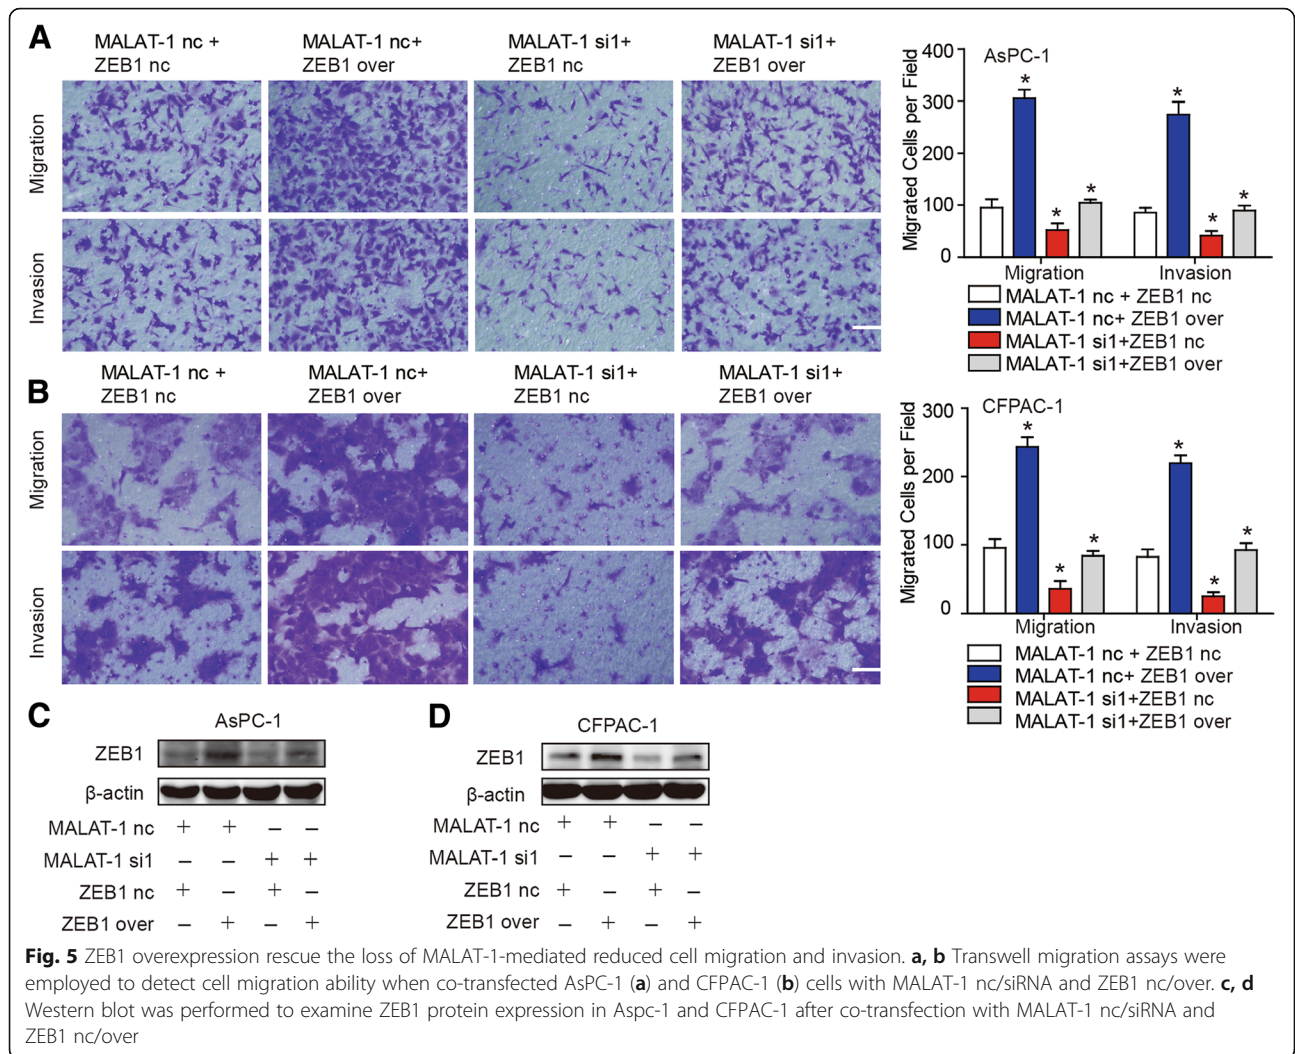 A
MALAT-1 nc +
ZEB1 nc
MALAT-1 nc+
ZEB1 over
MALAT-1 si1+
ZEB1 nc
MALAT-1 si1+
ZEB1 over
Migration
Invasion
Migrated Cells per Field
400
300
200
100
0
AsPC-1
* * * * * * * *
Migration Invasion
MALAT-1 nc + ZEB1 nc
MALAT-1 nc+ ZEB1 over
MALAT-1 si1+ZEB1 nc
MALAT-1 si1+ZEB1 over
B
MALAT-1 nc +
ZEB1 nc
MALAT-1 nc+
ZEB1 over
MALAT-1 si1+
ZEB1 nc
MALAT-1 si1+
ZEB1 over
Migration
Invasion
Migrated Cells per Field
300
200
100
0
CFPAC-1
* * * * * *
Migration Invasion
MALAT-1 nc + ZEB1 nc
MALAT-1 nc+ ZEB1 over
MALAT-1 si1+ZEB1 nc
MALAT-1 si1+ZEB1 over
C
AsPC-1
ZEB1
β-actin
MALAT-1 nc + + – –
MALAT-1 si1 – – + +
ZEB1 nc + – + –
ZEB1 over – + – +
D
CFPAC-1
ZEB1
β-actin
MALAT-1 nc + + – –
MALAT-1 si1 – – + +
ZEB1 nc + – + –
ZEB1 over – + – +
Fig. 5 ZEB1 overexpression rescue the loss of MALAT-1-mediated reduced cell migration and invasion. a, b Transwell migration assays were
employed to detect cell migration ability when co-transfected AsPC-1 (a) and CFPAC-1 (b) cells with MALAT-1 nc/siRNA and ZEB1 nc/over. c, d
Western blot was performed to examine ZEB1 protein expression in Aspc-1 and CFPAC-1 after co-transfection with MALAT-1 nc/siRNA and
ZEB1 nc/over